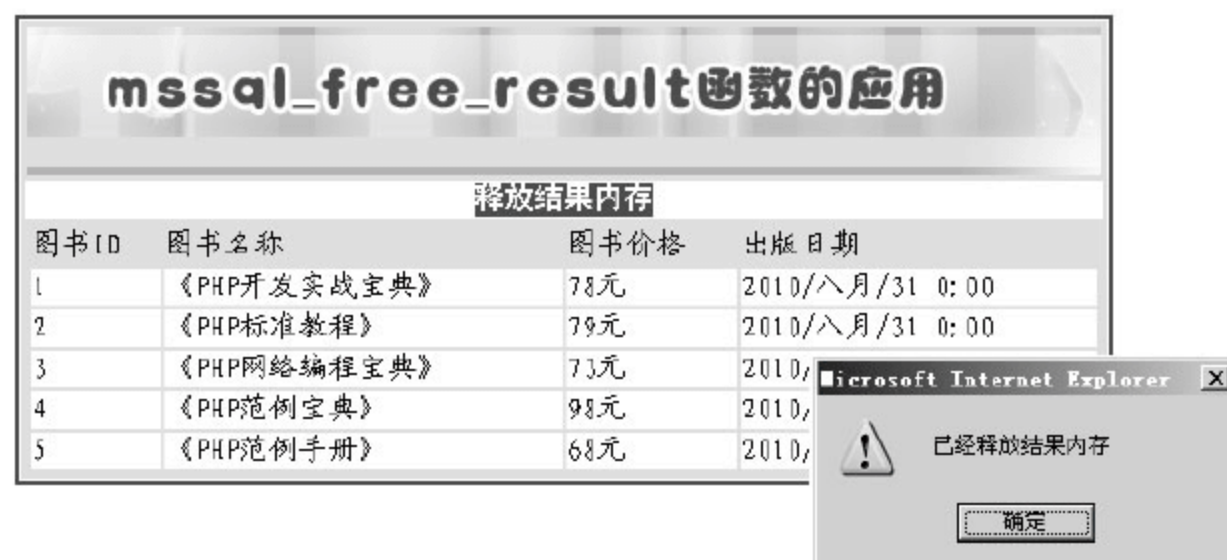 mssql_free_result函数的应用
释放结果内存
图书ID 图书名称 图书价格 出版日期
1 《PHP开发实战宝典》 78元 2010/八月/31 0:00
2 《PHP标准教程》 79元 2010/八月/31 0:00
3 《PHP网络编程宝典》 73元 2010/
4 《PHP范例宝典》 98元 2010/
5 《PHP范例手册》 68元 2010/
Microsoft Internet Explorer
已经释放结果内存
确定